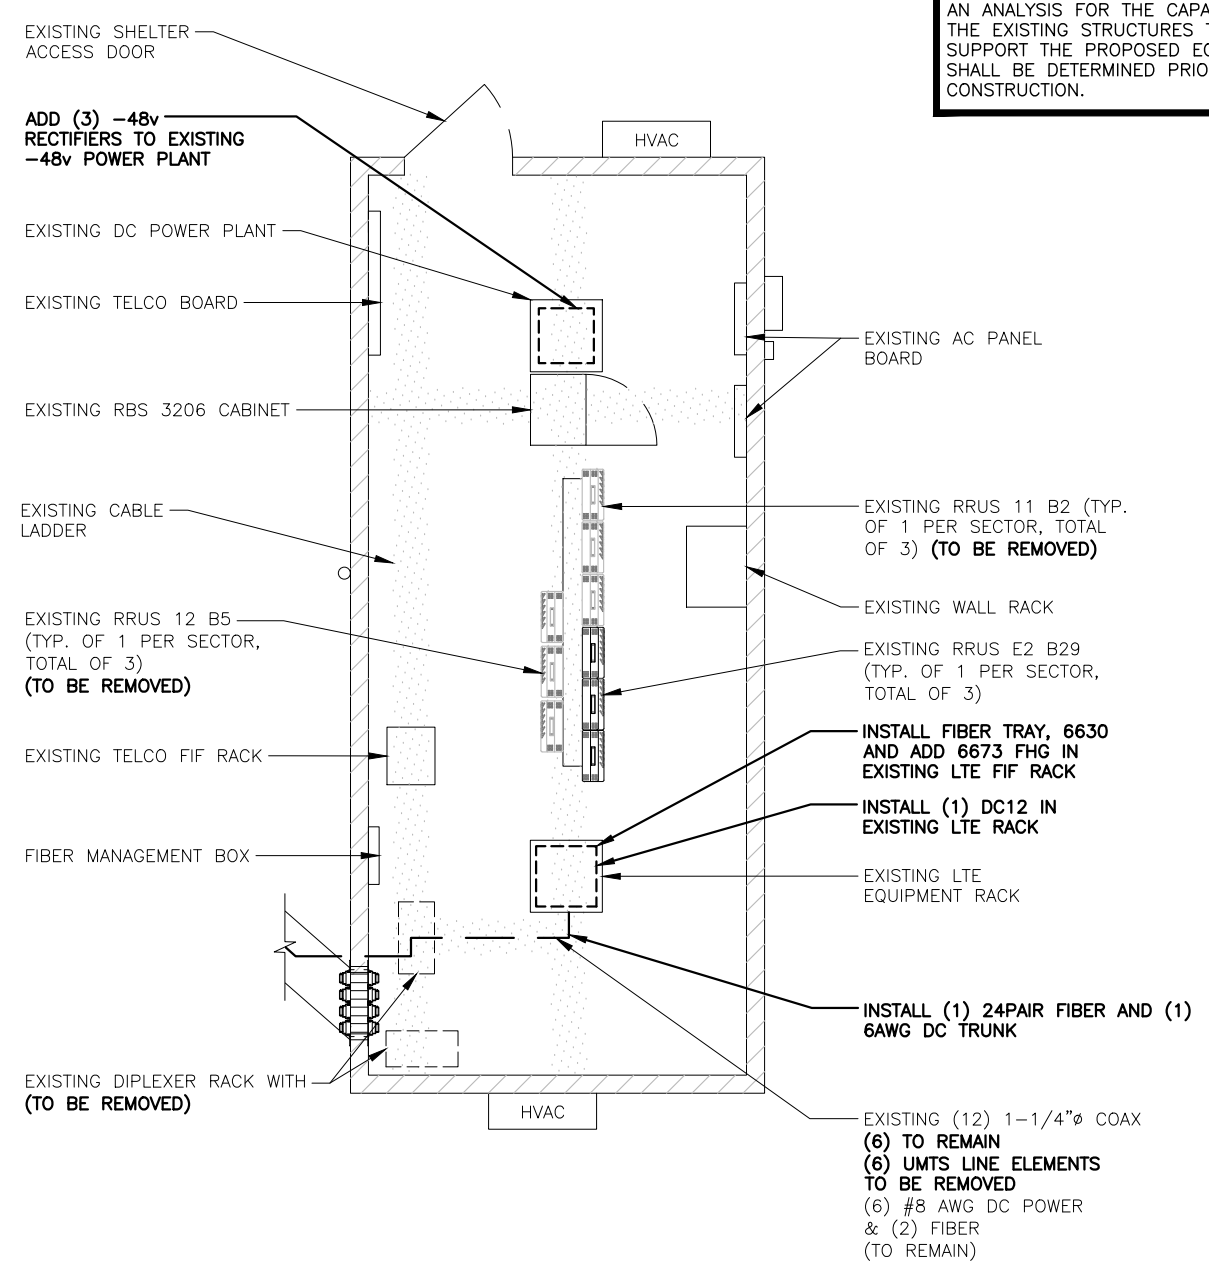 AN ANALYSIS FOR THE
THE EXISTING STRUCTURES
SUPPORT THE PROPOSED
SHALL BE DETERMINED
CONSTRUCTION.
EXISTING SHELTER
ACCESS DOOR
ADD (3) -48v
RECTIFIERS TO EXISTING
-48v POWER PLANT
HVAC
EXISTING DC POWER PLANT
EXISTING TELCO BOARD
EXISTING AC PANEL
BOARD
EXISTING RBS 3206 CABINET
EXISTING CABLE
LADDER
EXISTING RRUS 11 B2 (TYP.
OF 1 PER SECTOR, TOTAL
OF 3) (TO BE REMOVED)
EXISTING WALL RACK
EXISTING RRUS 12 B5
(TYP. OF 1 PER SECTOR,
TOTAL OF 3)
(TO BE REMOVED)
EXISTING RRUS E2 B29
(TYP. OF 1 PER SECTOR,
TOTAL OF 3)
EXISTING TELCO FIF RACK
INSTALL FIBER TRAY, 6630
AND ADD 6673 FHG IN
EXISTING LTE FIF RACK
INSTALL (1) DC12 IN
EXISTING LTE RACK
FIBER MANAGEMENT BOX
EXISTING LTE
EQUIPMENT RACK
INSTALL (1) 24PAIR FIBER AND (1)
6AWG DC TRUNK
EXISTING DIPLEXER RACK WITH
(TO BE REMOVED)
HVAC
EXISTING (12) 1-1/4"ø COAX
(6) TO REMAIN
(6) UMTS LINE ELEMENTS
TO BE REMOVED
(6) #8 AWG DC POWER
& (2) FIBER
(TO REMAIN)